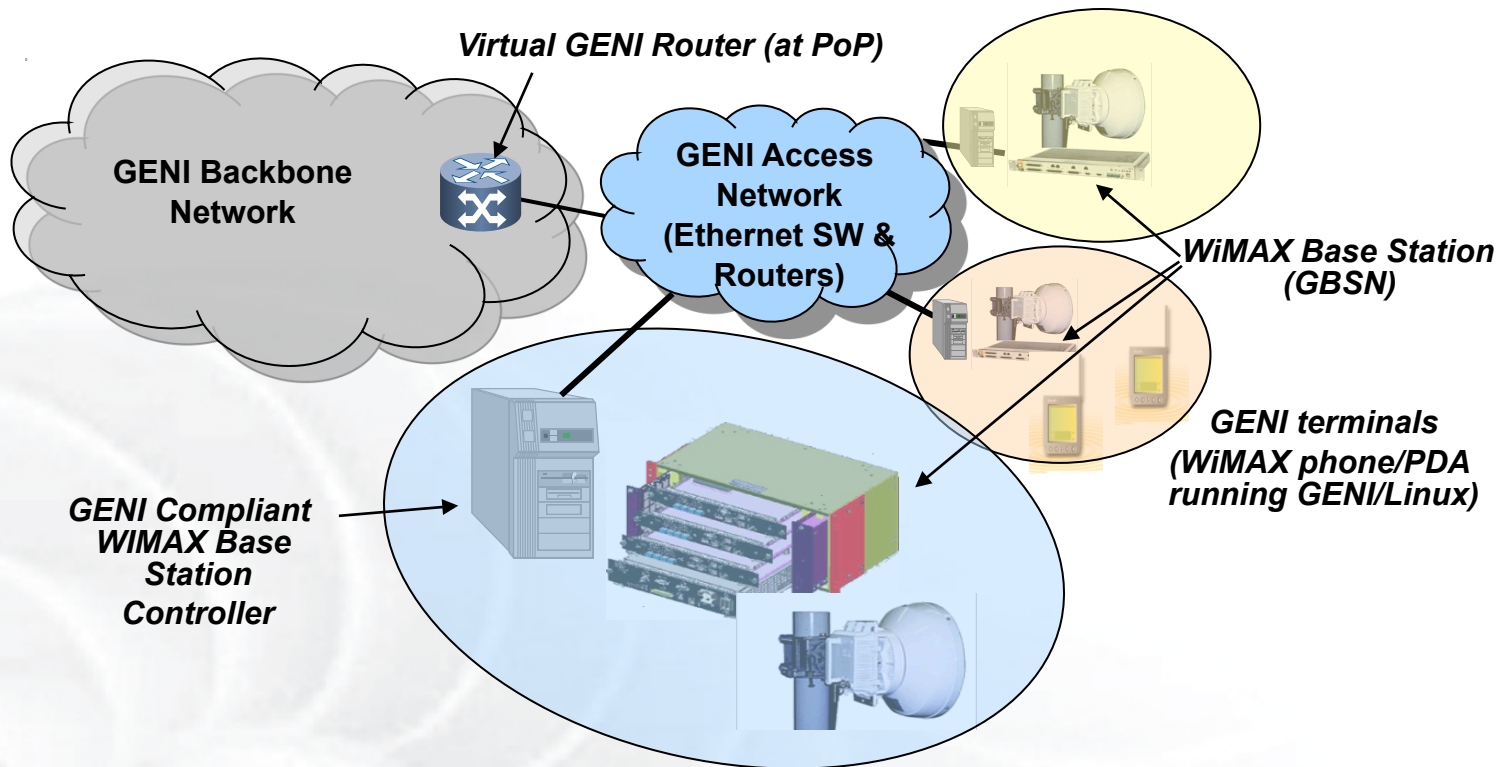 Virtual GENI Router (at PoP)
GENI Backbone
Network
GENI Access
Network
(Ethernet SW &
Routers)
WiMAX Base Station
(GBSN)
GENI terminals
(WiMAX phone/PDA
running GENI/Linux)
GENI Compliant
WIMAX Base
Station
Controller